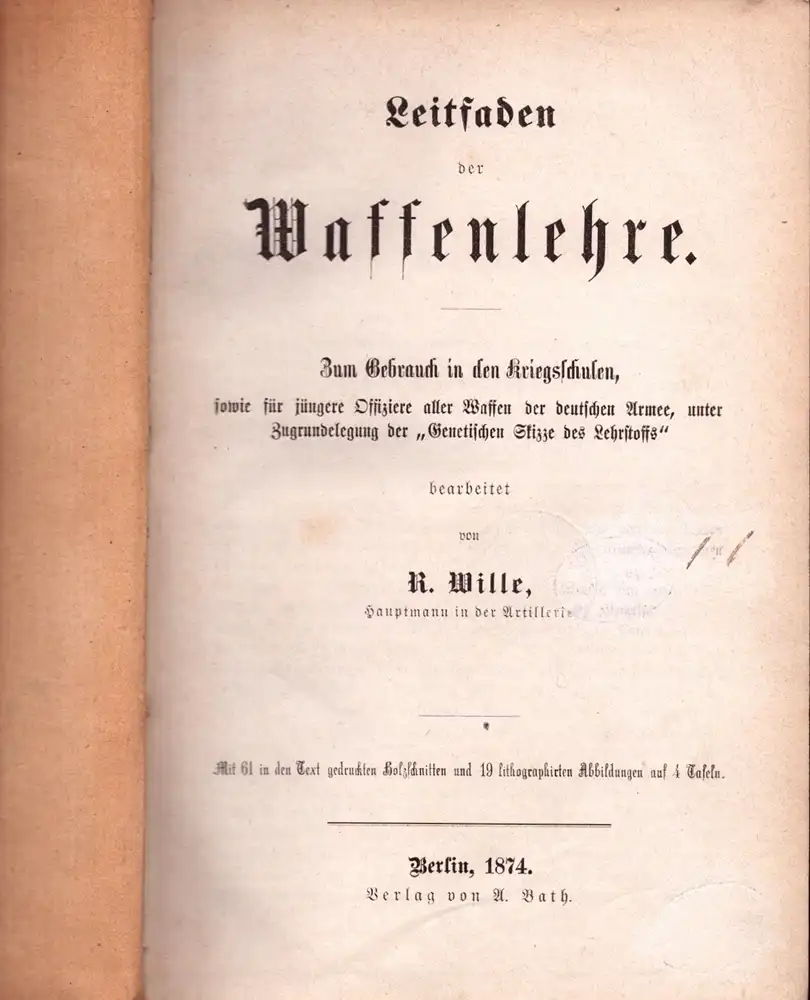 Leitfaden
der
Waffenlehre.
Zum Gebrauch in den Kriegsschulen,
sowie für jüngere Offiziere aller Waffen der deutschen Armee, unter
Zugrundelegung der „Genetischen Skizze des Lehrstoffs“
bearbeitet
von
R. Wille,
Hauptmann in der Artillerie
Mit 61 in den Text gedruckten Holzschnitten und 19 lithographirten Abbildungen auf 4 Tafeln.
Berlin, 1874.
Verlag von A. Bath.